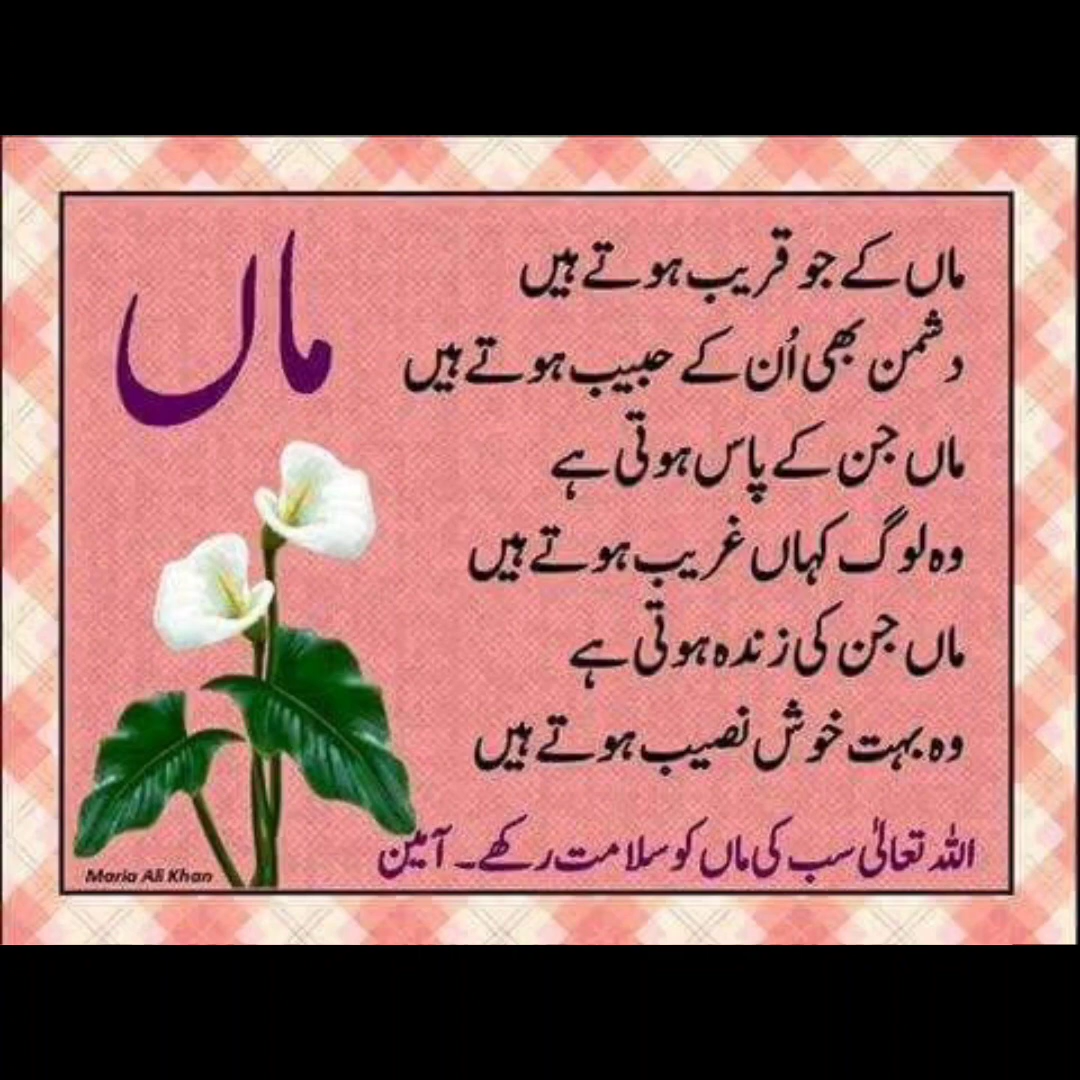 ماں
ماں کے جو قریب ہوتے ہیں
دشمن بھی اُن کے حبیب ہوتے ہیں
ماں جن کے پاس ہوتی ہے
وہ لوگ کہاں غریب ہوتے ہیں
ماں جن کی زندہ ہوتی ہے
وہ بہت خوش نصیب ہوتے ہیں
اللہ تعالیٰ سب کی ماں کو سلامت رکھے۔ آمین
Maria Ali Khan